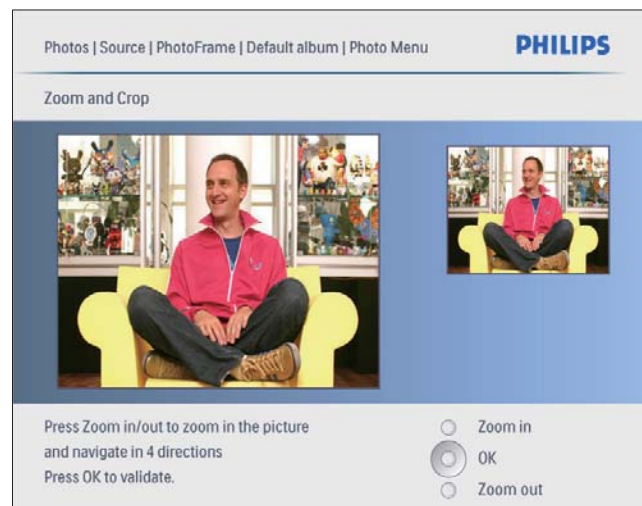 Photos | Source | PhotoFrame | Default album | Photo Menu
PHILIPS
Zoom and Crop
Press Zoom in/out to zoom in the picture
and navigate in 4 directions
Press OK to validate.
Zoom in
OK
Zoom out